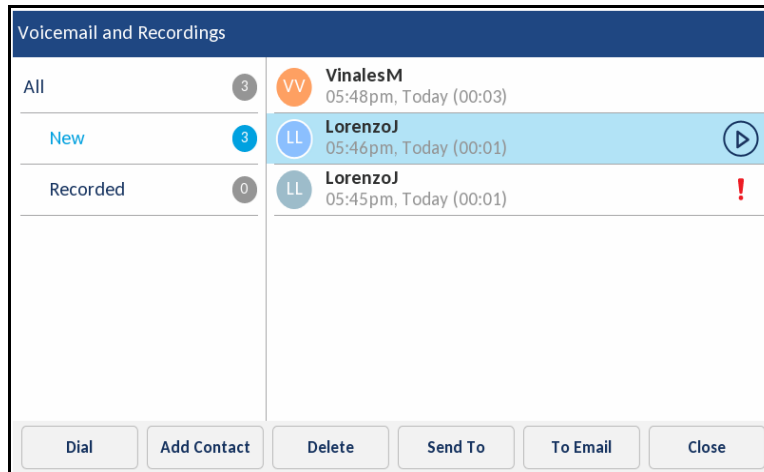 Voicemail and Recordings
All 3
New 3
Recorded 0
VV VinalesM
05:48pm, Today (00:03)
LL LorenzoJ
05:46pm, Today (00:01)
LL LorenzoJ
05:45pm, Today (00:01)
!
Dial Add Contact Delete Send To To Email Close